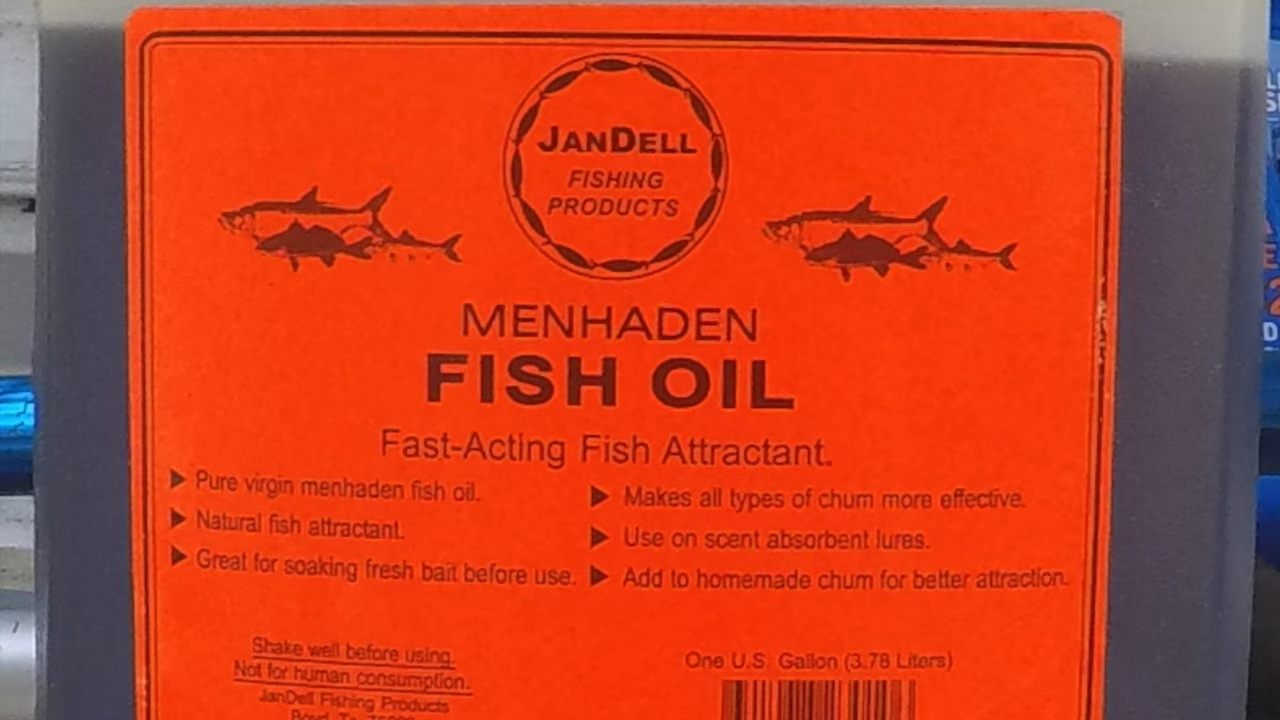 JANDELL
FISHING
PRODUCTS
MENHADEN
FISH OIL
Fast-Acting Fish Attractant.
Pure virgin menhaden fish oil.
Natural fish attractant.
Great for soaking fresh bait before use.
Makes all types of chum more effective.
Use on scent absorbent lures.
Add to homemade chum for better attraction.
Shake well before using.
Not for human consumption.
JanDell Fishing Products
One U.S. Gallon (3.78 Liters)